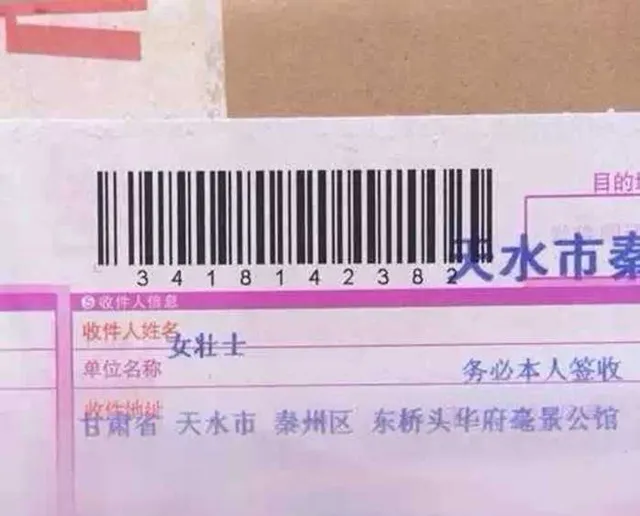 目的地
3418142382
天水市秦
5 收件人信息
收件人姓名
女壮士
单位名称
务必本人签收
收件地址
甘肃省 天水市 秦州区 东桥头华府毫景公馆